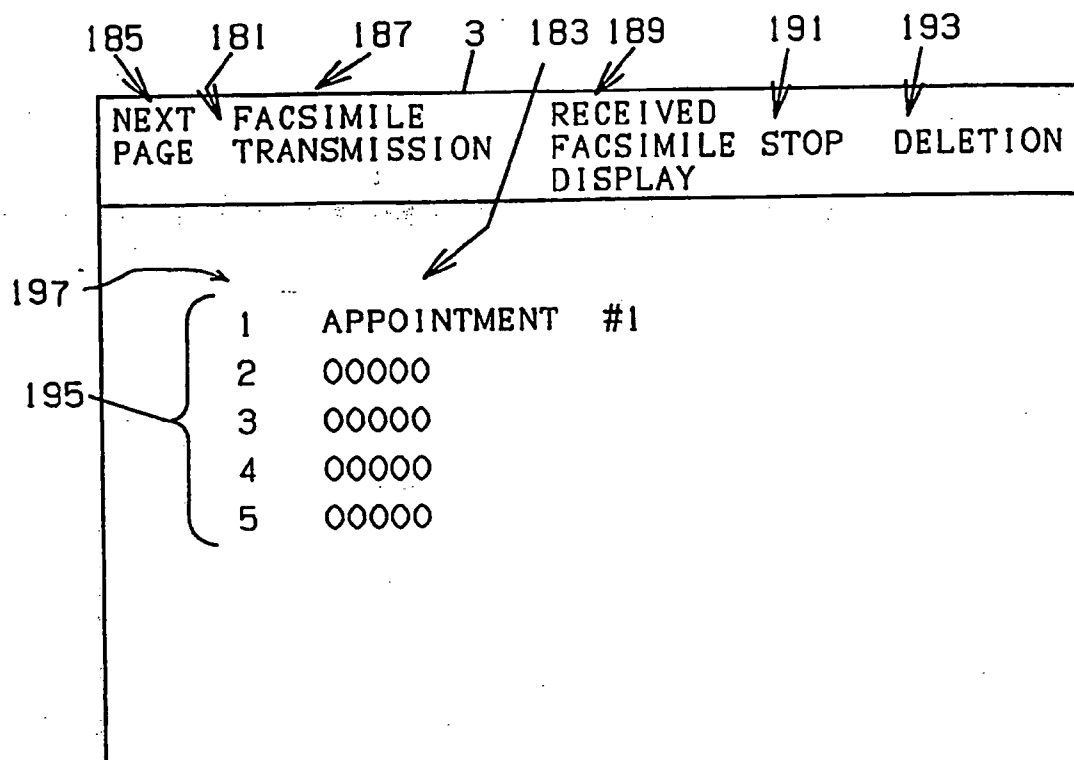 185 181 187 3 183 189 191 193
NEXT FACSIMILE RECEIVED
PAGE TRANSMISSION FACSIMILE STOP DELETION
DISPLAY
197
1 APPOINTMENT #1
2 00000
195
3 00000
4 00000
5 00000